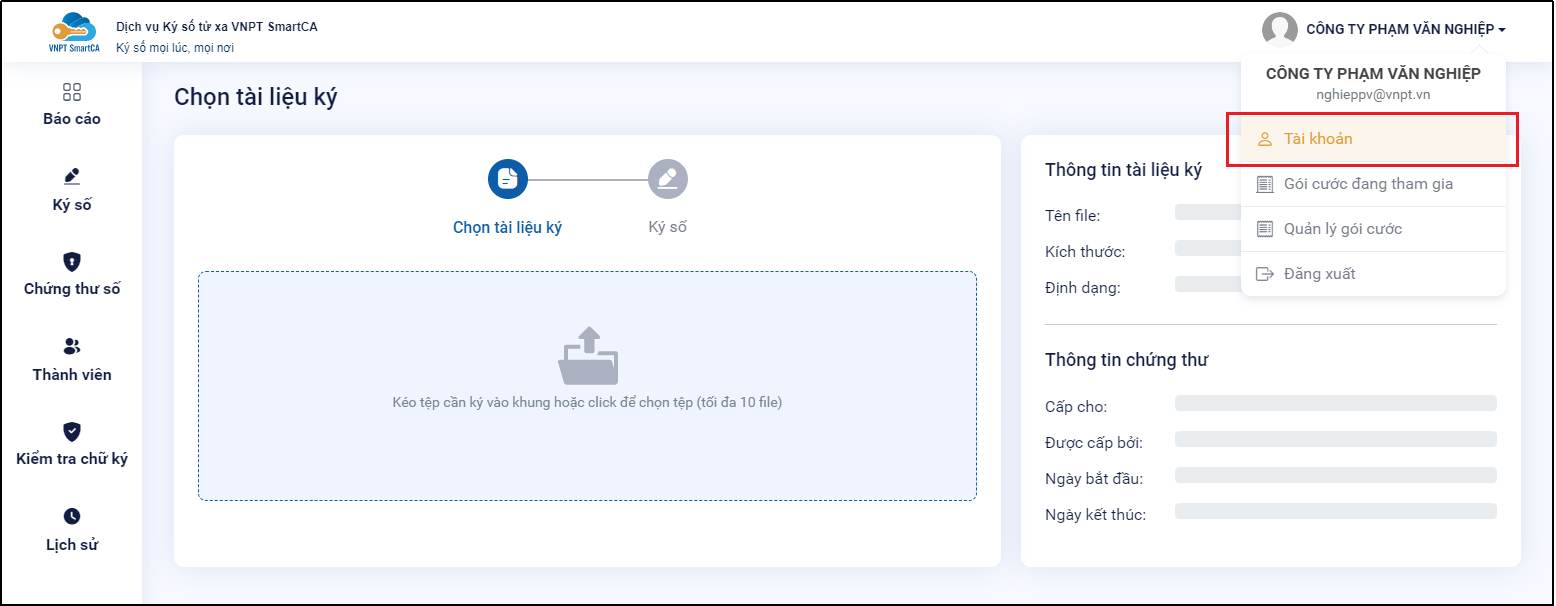 VNPT SmartCA
Dịch vụ Ký số từ xa VNPT SmartCA
Ký số mọi lúc, mọi nơi
CÔNG TY PHẠM VĂN NGHIỆP
CÔNG TY PHẠM VĂN NGHIỆP
nghieppv@vnpt.vn
Tài khoản
Gói cước đang tham gia
Quản lý gói cước
Đăng xuất
Báo cáo
Ký số
Chứng thư số
Thành viên
Kiểm tra chữ ký
Lịch sử
Chọn tài liệu ký
Chọn tài liệu ký
Ký số
Kéo tệp cần ký vào khung hoặc click để chọn tệp (tối đa 10 file)
Thông tin tài liệu ký
Tên file:
Kích thước:
Định dạng:
Thông tin chứng thư
Cấp cho:
Được cấp bởi:
Ngày bắt đầu:
Ngày kết thúc: